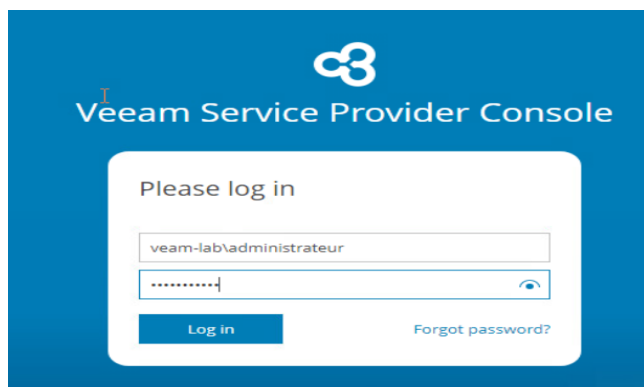 Veeam Service Provider Console
Please log in
veam-lab\administrateur
•••••••••••
Log in
Forgot password?